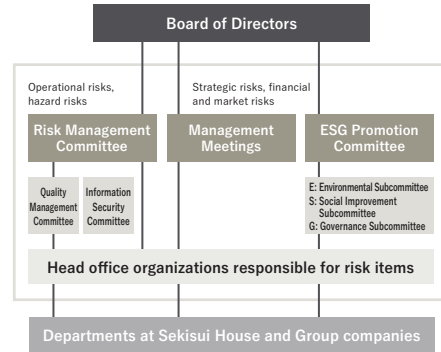 Board of Directors
Operational risks,
hazard risks
Strategic risks, financial
and market risks
Risk Management
Committee
Management
Meetings
ESG Promotion
Committee
Quality
Management
Committee
Information
Security
Committee
E: Environmental Subcommittee
S: Social Improvement
Subcommittee
G: Governance Subcommittee
Head office organizations responsible for risk items
Departments at Sekisui House and Group companies